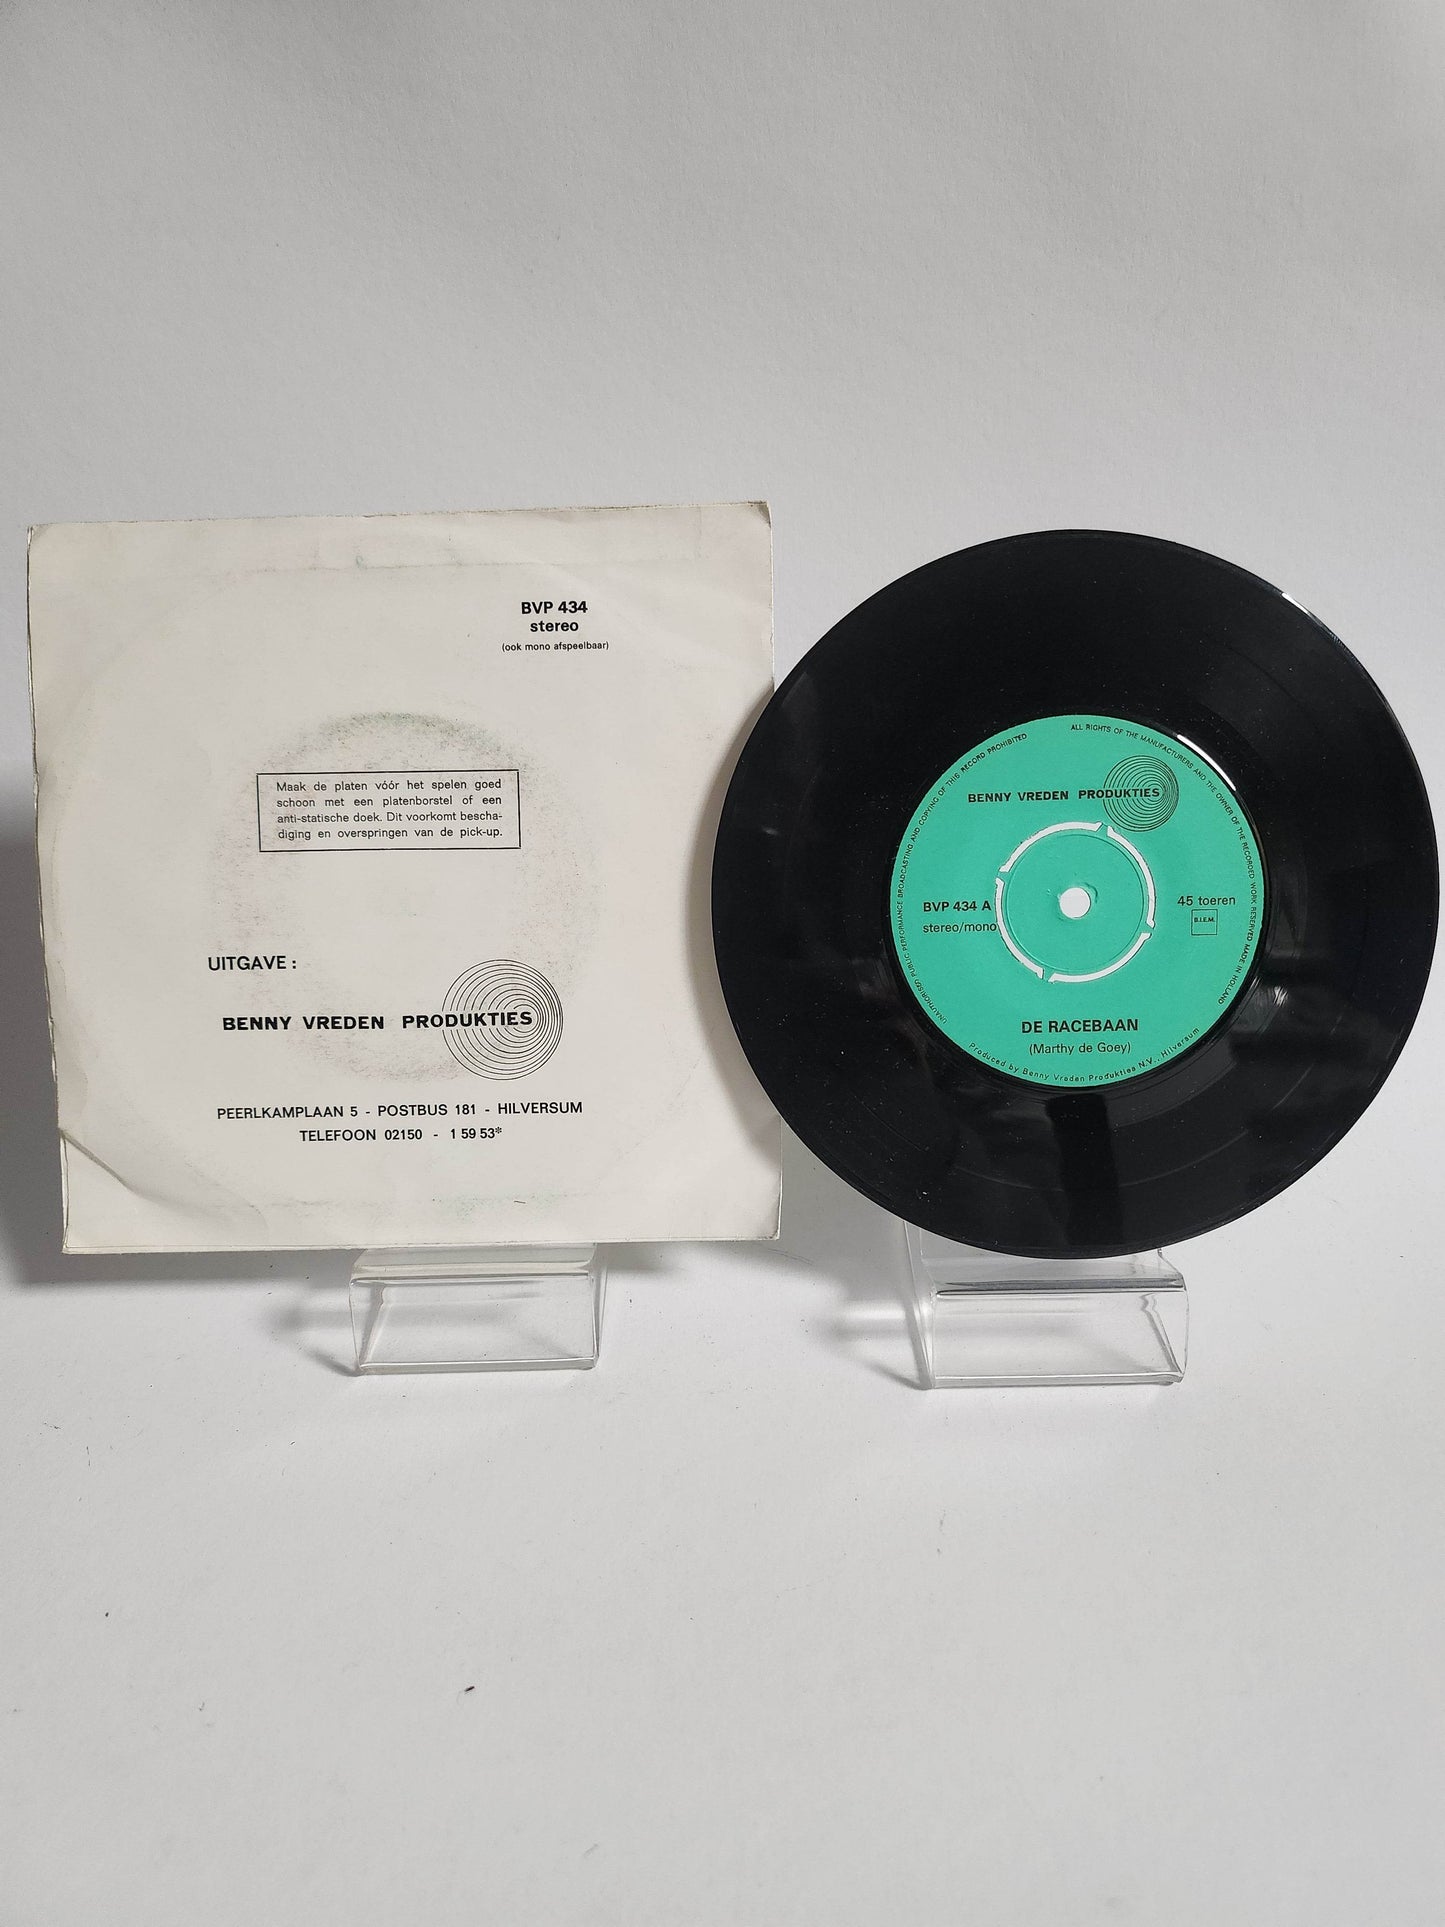 BVP 434
stereo
(ook mono afspeelbaar)
Maak de platen vóór het spelen goed
schoon met een platenborstel of een
anti-statische doek. Dit voorkomt bescha-
diging en overspringen van de pick-up.
UITGAVE :
BENNY VREDEN PRODUKTIES
PEERLKAMPLAAN 5 - POSTBUS 181 - HILVERSUM
TELEFOON 02150 - 1 59 53*
ALL RIGHTS OF THE MANUFACTURERS AND THE OWNER OF THE RECORDED WORK RESERVED MADE IN HOLLAND
UNAUTHORISED PUBLIC PERFORMANCE BROADCASTING AND COPYING OF THIS RECORD PROHIBITED
BENNY VREDEN PRODUKTIES
BVP 434 A
stereo/mono
45 toeren
B.I.E.M.
DE RACEBAAN
(Marthy de Goey)
Produced by Benny Vreden Produkties N.V., Hilversum